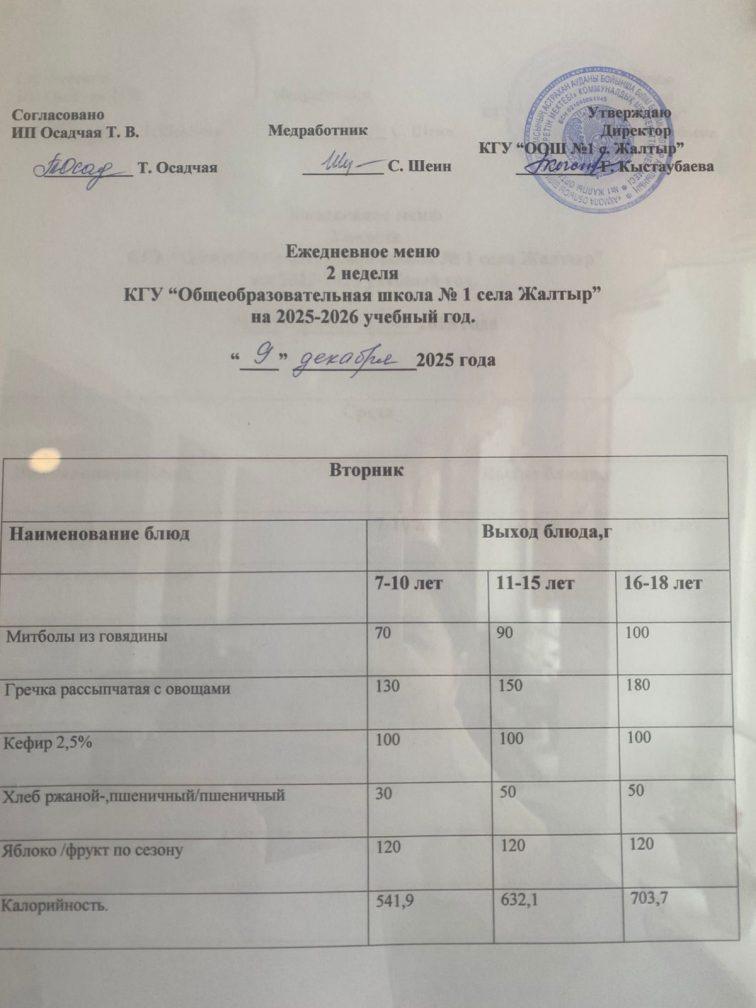 Согласовано
ИП Осадчая Т. В.
Т. Осадчая
Медработник
С. Шеин
Утверждаю
Директор
КГУ “ООШ №1 с. Жалтыр”
Г. Кыстаубаева
Ежедневное меню
2 неделя
КГУ “Общеобразовательная школа № 1 села Жалтыр”
на 2025-2026 учебный год.
“ 9 ” декабря 2025 года
Вторник
Наименование блюд Выход блюда,г
7-10 лет 11-15 лет 16-18 лет
Митболы из говядины 70 90 100
Гречка рассыпчатая с овощами 130 150 180
Кефир 2,5% 100 100 100
Хлеб ржаной-,пшеничный/пшеничный 30 50 50
Яблоко /фрукт по сезону 120 120 120
Калорийность. 541,9 632,1 703,7